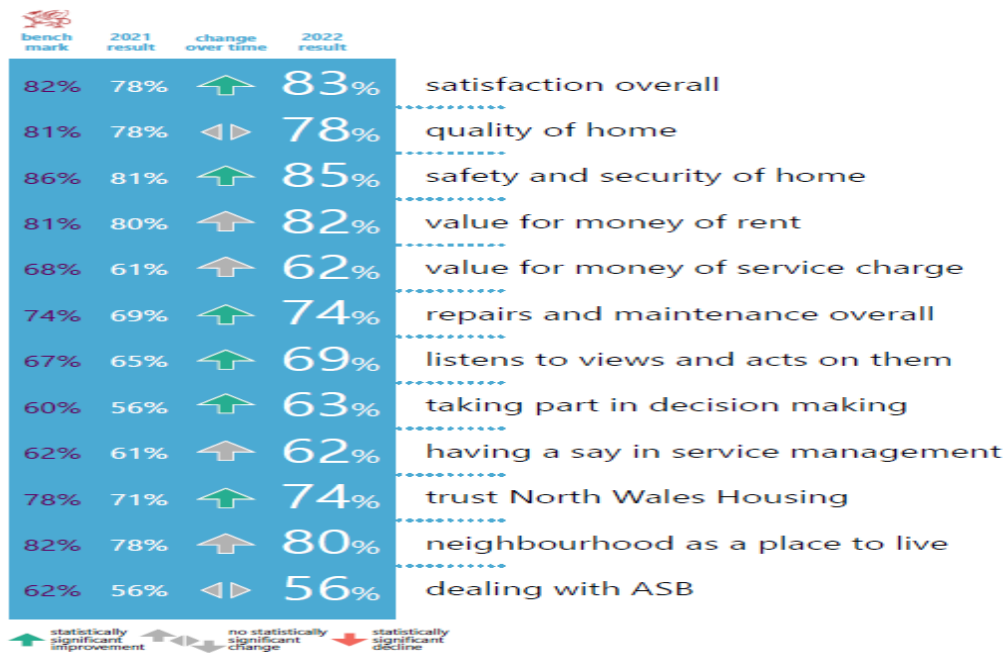 bench mark 2021 result change over time 2022 result
82% 78% 83% satisfaction overall
81% 78% 78% quality of home
86% 81% 85% safety and security of home
81% 80% 82% value for money of rent
68% 61% 62% value for money of service charge
74% 69% 74% repairs and maintenance overall
67% 65% 69% listens to views and acts on them
60% 56% 63% taking part in decision making
62% 61% 62% having a say in service management
78% 71% 74% trust North Wales Housing
82% 78% 80% neighbourhood as a place to live
62% 56% 56% dealing with ASB
statistically significant improvement no statistically significant change statistically significant decline